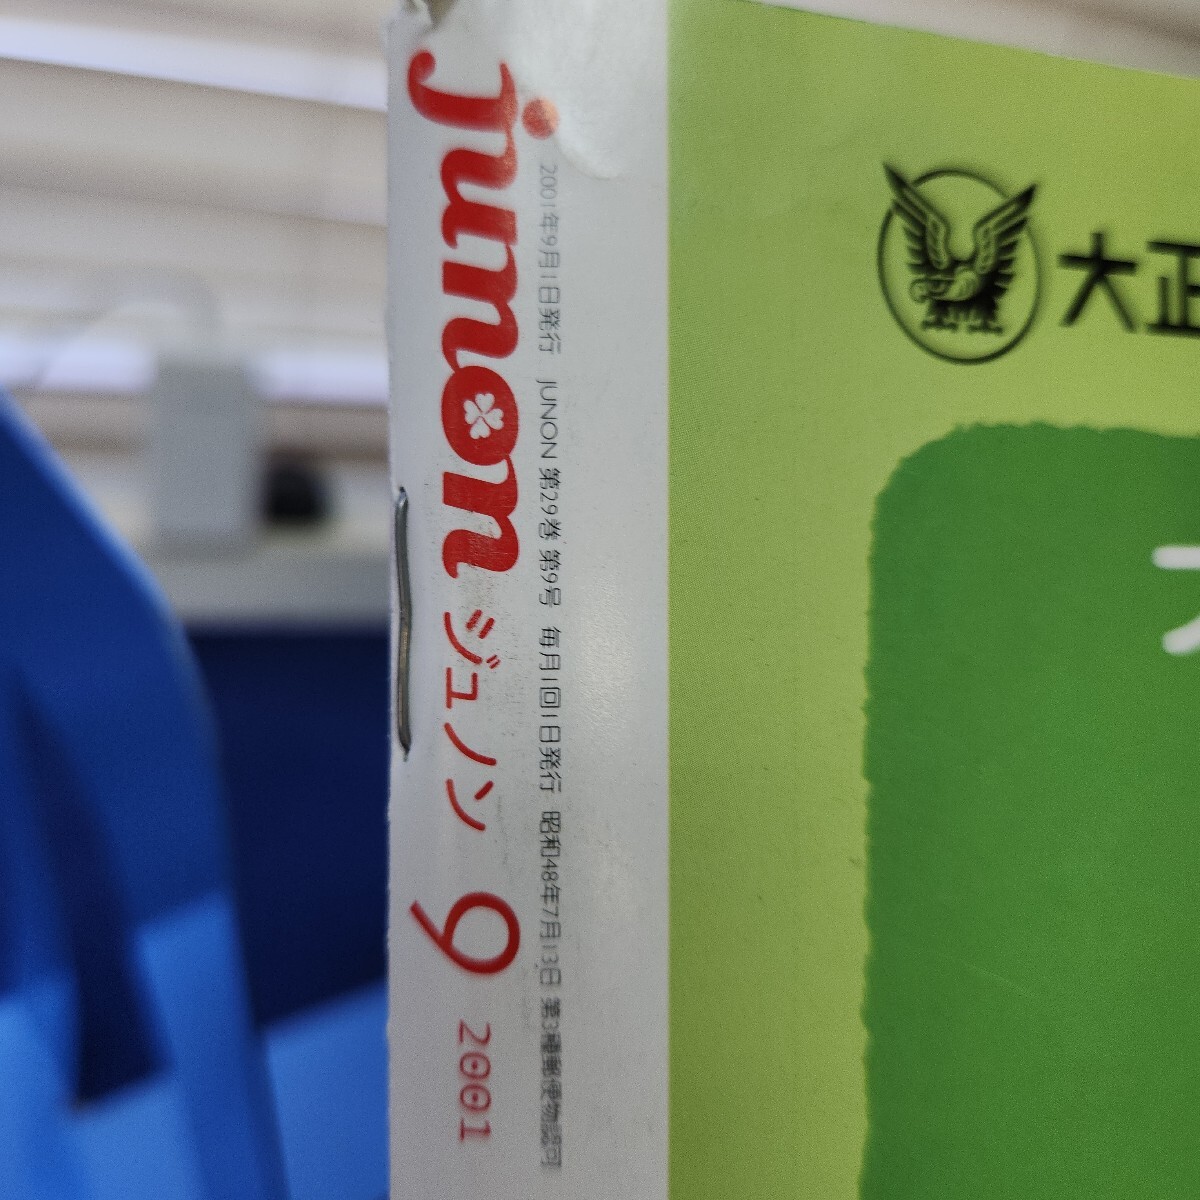 junon ジュノン 9 2001
2001年9月1日発行 JUNON 第29巻 第9号 毎月1回1日発行 昭和48年7月13日 第3種郵便物認可
大正